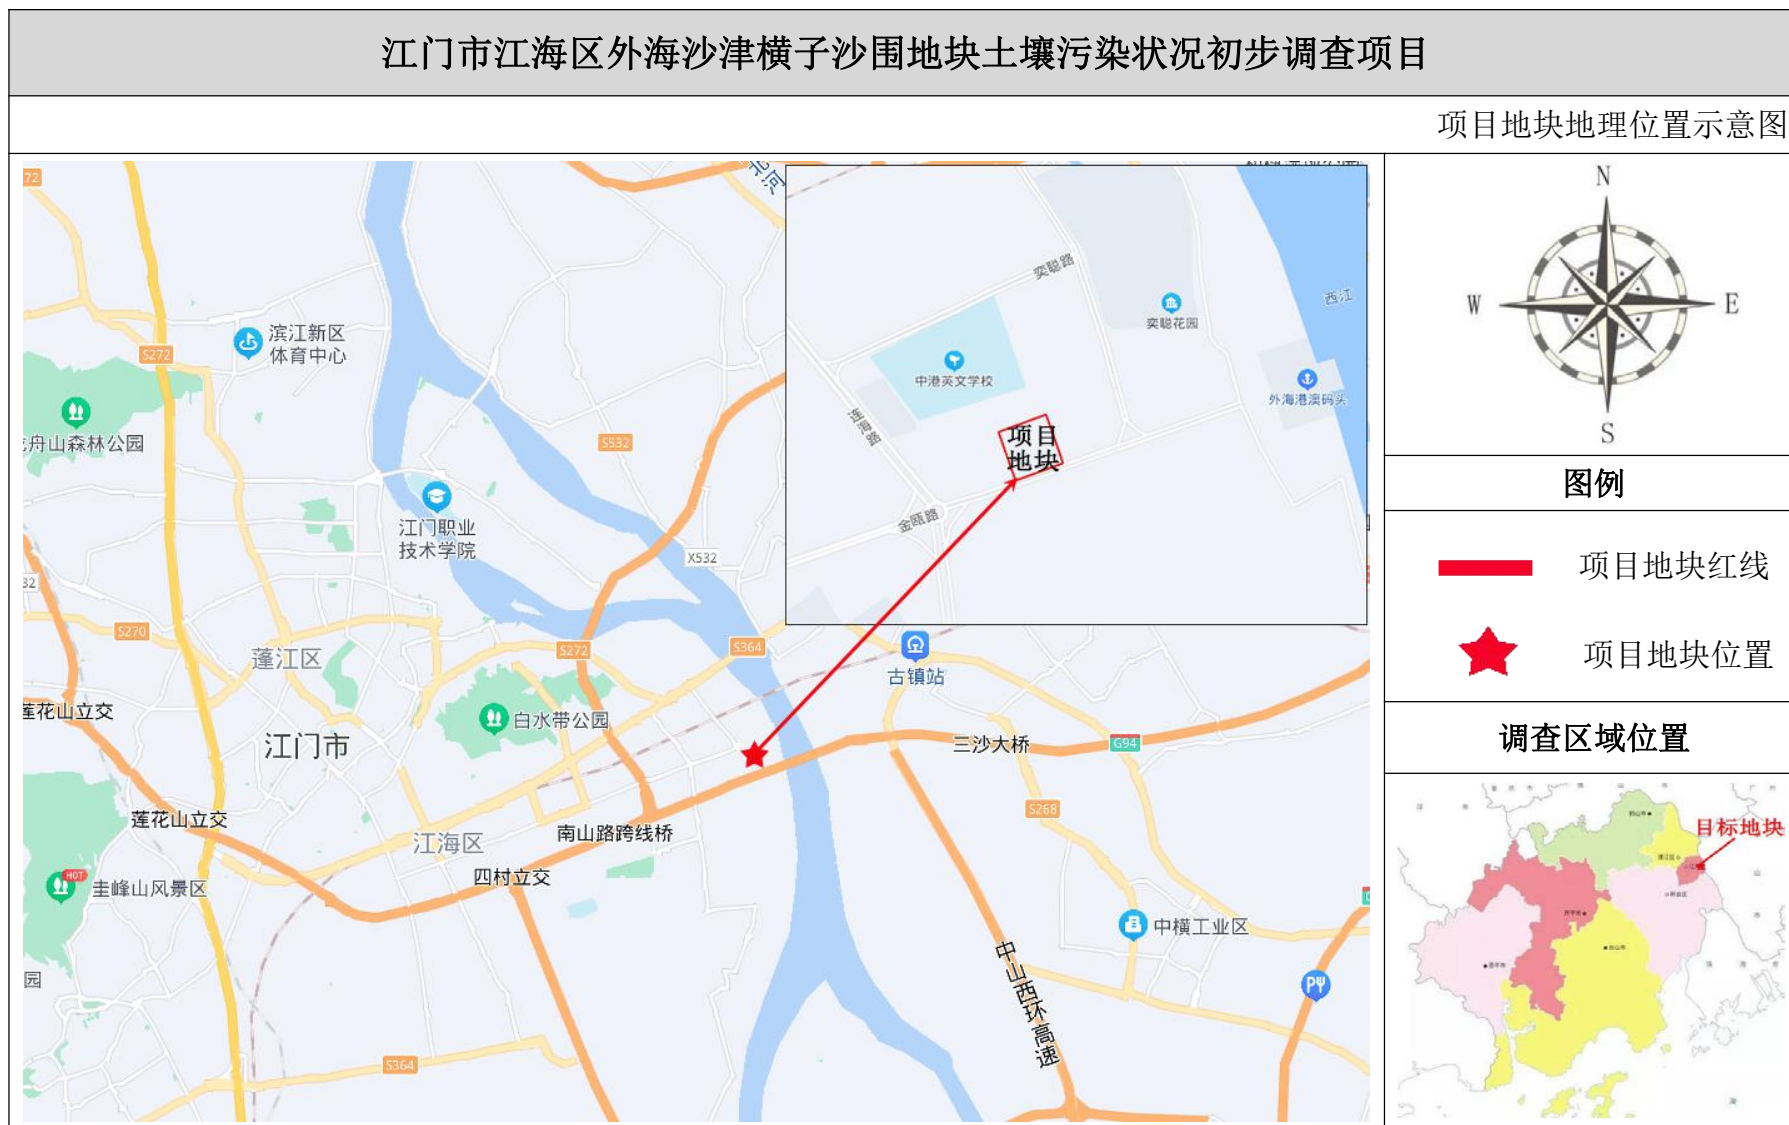 江门市江海区外海沙津横子沙围地块土壤污染状况初步调查项目
项目地块地理位置示意图
72
北河
奕聪路
西江
奕聪花园
中港英文学校
外海港澳码头
连海路
项目
地块
金瓯路
滨江新区
体育中心
S272
舟山森林公园
S532
江门职业
技术学院
X532
32
S270
蓬江区
S272
S364
古镇站
莲花山立交
白水带公园
江门市
三沙大桥
G94
莲花山立交
江海区
南山路跨线桥
S268
四村立交
HOT
圭峰山风景区
中横工业区
中山西环高速
园
S364
N
W
E
S
图例
项目地块红线
项目地块位置
调查区域位置
目标地块